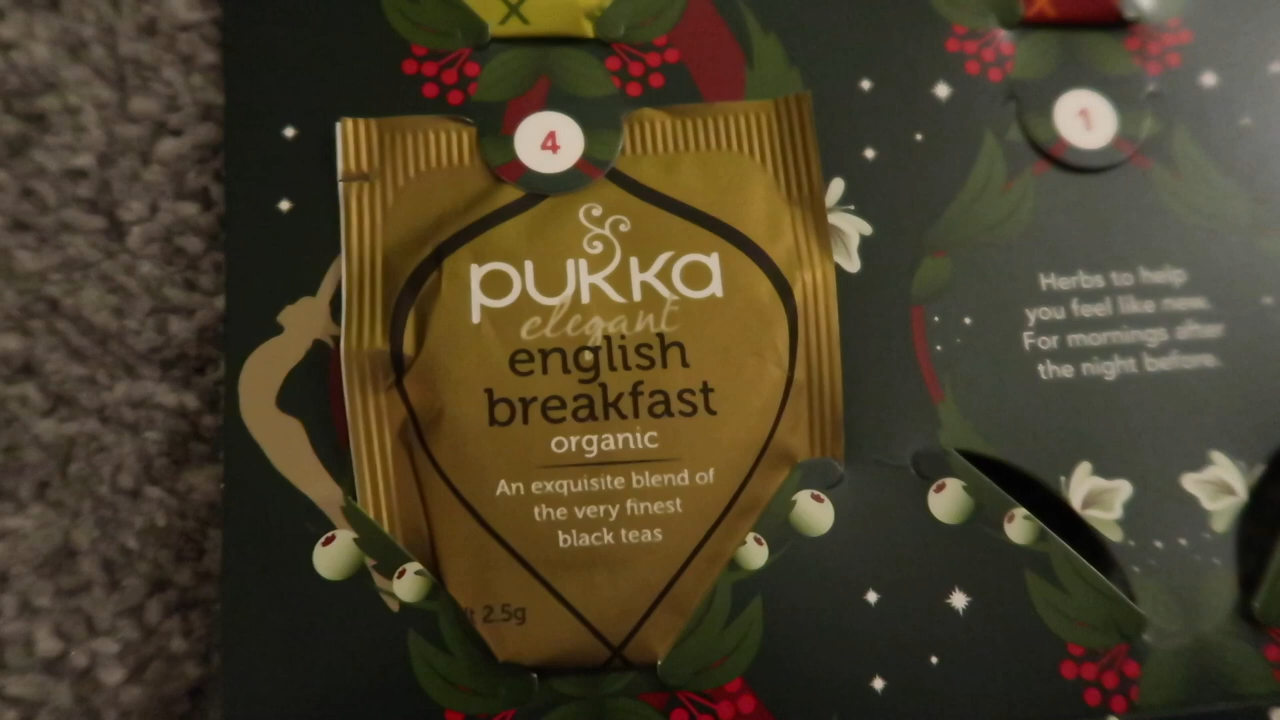 4
pukka
elegant
english
breakfast
organic
An exquisite blend of
the very finest
black teas
2.5g
1
Herbs to help
you feel like new.
For mornings after
the night before.